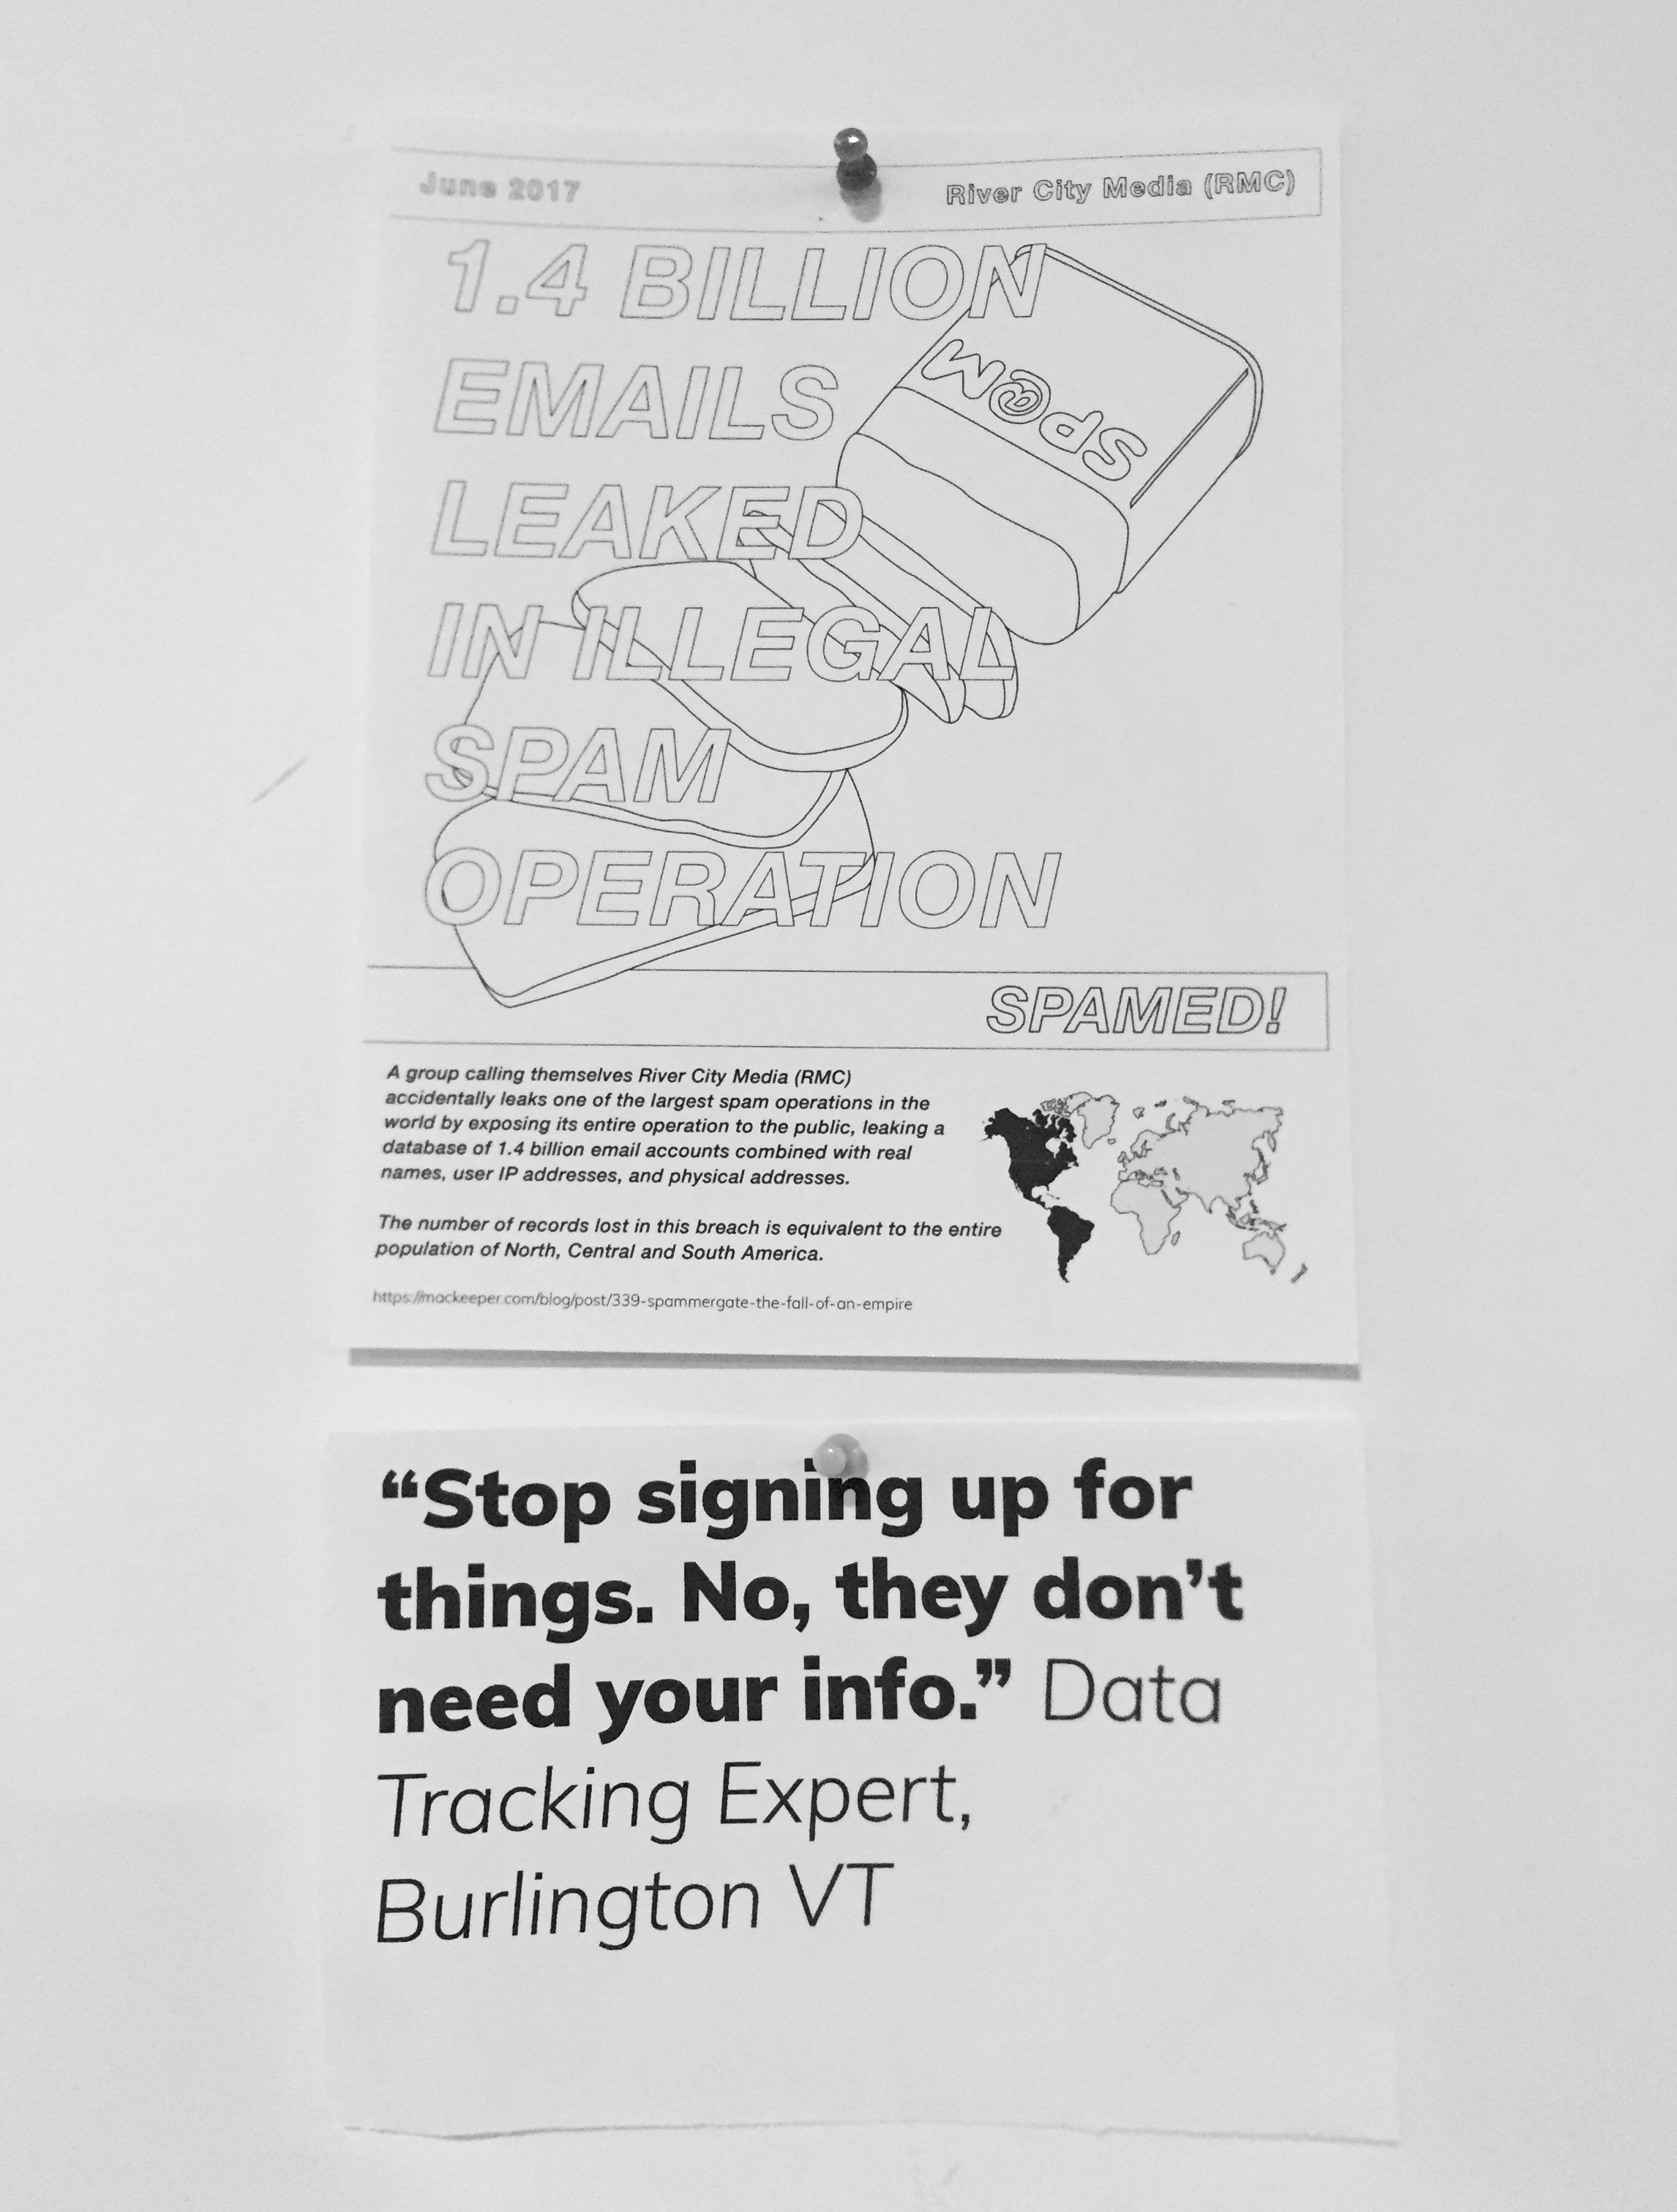 June 2017
River City Media (RMC)
1.4 BILLION
EMAILS
LEAKED
IN ILLEGAL
SPAM
OPERATION
SP@M
SPAMED!
A group calling themselves River City Media (RMC)
accidentally leaks one of the largest spam operations in the
world by exposing its entire operation to the public, leaking a
database of 1.4 billion email accounts combined with real
names, user IP addresses, and physical addresses.
The number of records lost in this breach is equivalent to the entire
population of North, Central and South America.
https://mackeeper.com/blog/post/339-spammergate-the-fall-of-an-empire
“Stop signing up for
things. No, they don’t
need your info.” Data
Tracking Expert,
Burlington VT